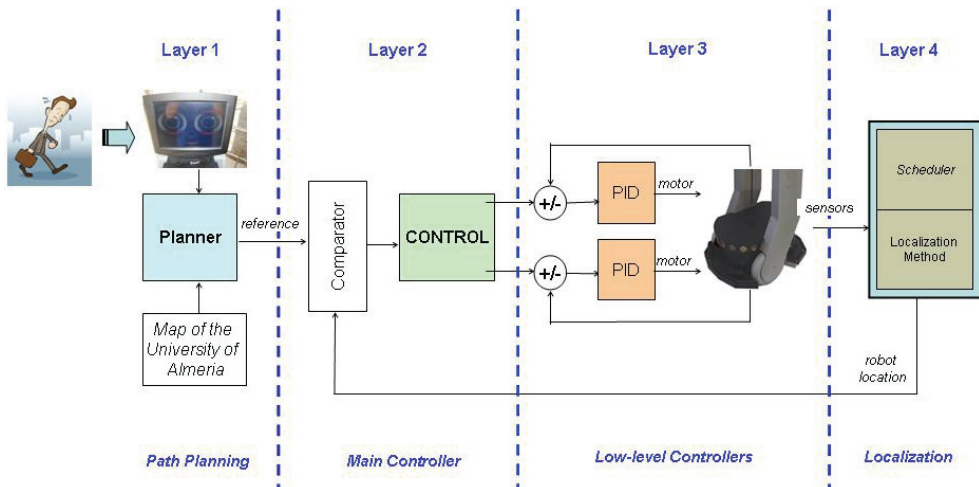 Layer 1
Layer 2
Layer 3
Layer 4
Planner
reference
Map of the
University of
Almeria
Comparator
CONTROL
+/-
PID
motor
+/-
PID
motor
sensors
Scheduler
Localization
Method
robot
location
Path Planning
Main Controller
Low-level Controllers
Localization